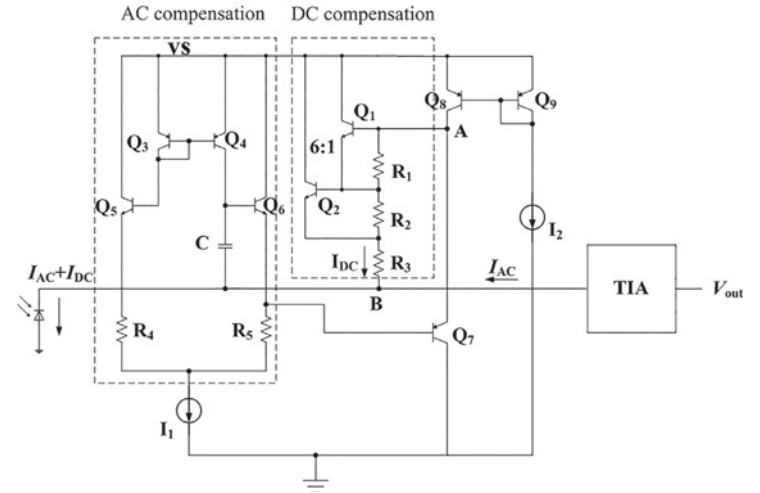 AC compensation DC compensation
VS
Q3
Q4
Q5
Q6
C
Q1
6:1
Q2
R1
R2
R3
IDC
A
B
Q8
Q9
I2
IAC+IDC
IAC
TIA
Vout
R4
R5
Q7
I1